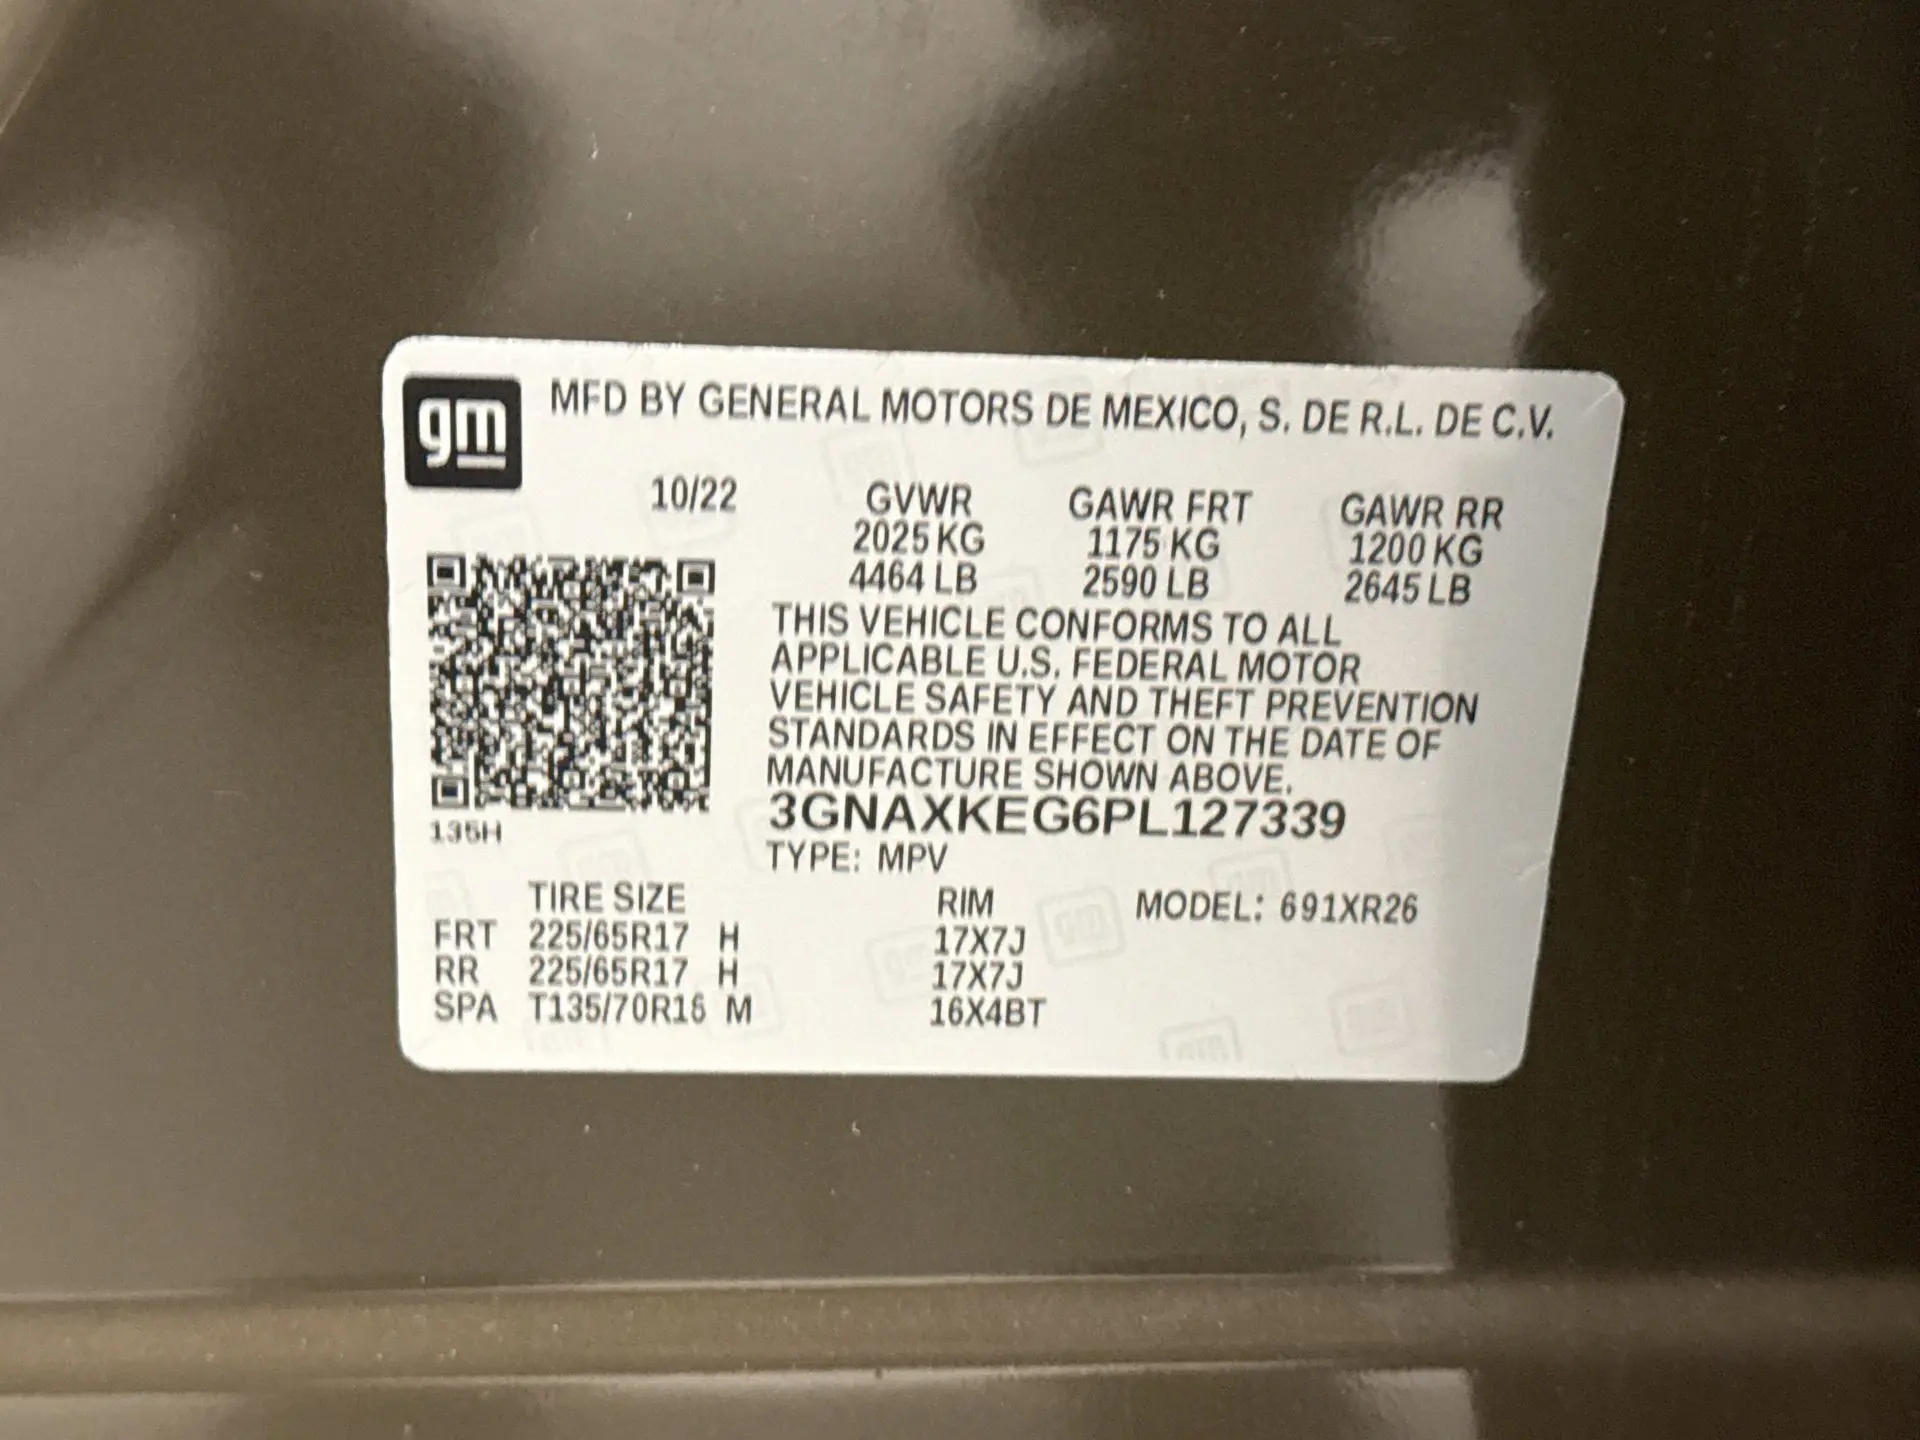 gm
MFD BY GENERAL MOTORS DE MEXICO, S. DE R.L. DE C.V.
10/22 GVWR GAWR FRT GAWR RR
2025 KG 1175 KG 1200 KG
4464 LB 2590 LB 2645 LB
THIS VEHICLE CONFORMS TO ALL
APPLICABLE U.S. FEDERAL MOTOR
VEHICLE SAFETY AND THEFT PREVENTION
STANDARDS IN EFFECT ON THE DATE OF
MANUFACTURE SHOWN ABOVE.
3GNAXKEG6PL127339
135H
TYPE: MPV
TIRE SIZE RIM MODEL: 691XR26
FRT 225/65R17 H 17X7J
RR 225/65R17 H 17X7J
SPA T135/70R16 M 16X4BT